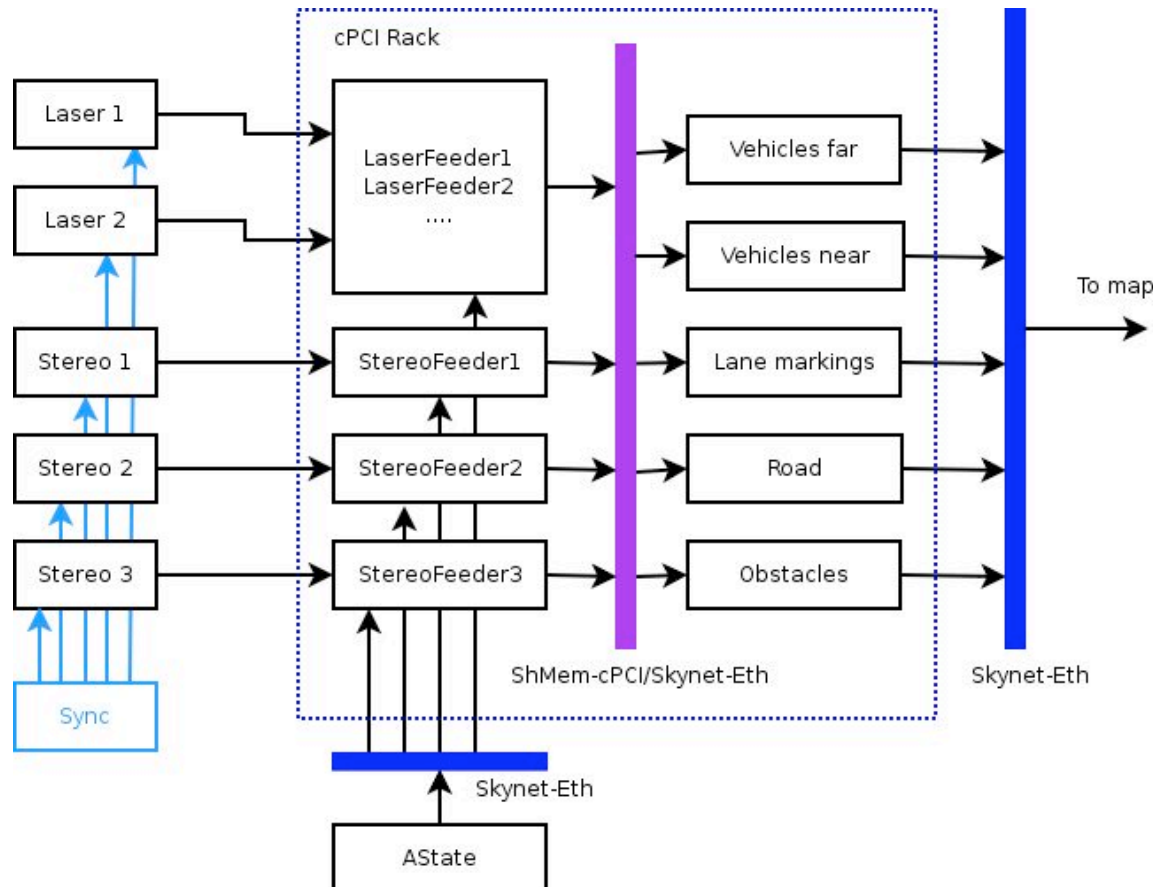 cPCI Rack
Laser 1
Laser 2
Stereo 1
Stereo 2
Stereo 3
Sync
LaserFeeder1
LaserFeeder2
....
StereoFeeder1
StereoFeeder2
StereoFeeder3
Vehicles far
Vehicles near
Lane markings
Road
Obstacles
To map
ShMem-cPCI/Skynet-Eth
Skynet-Eth
Skynet-Eth
AState